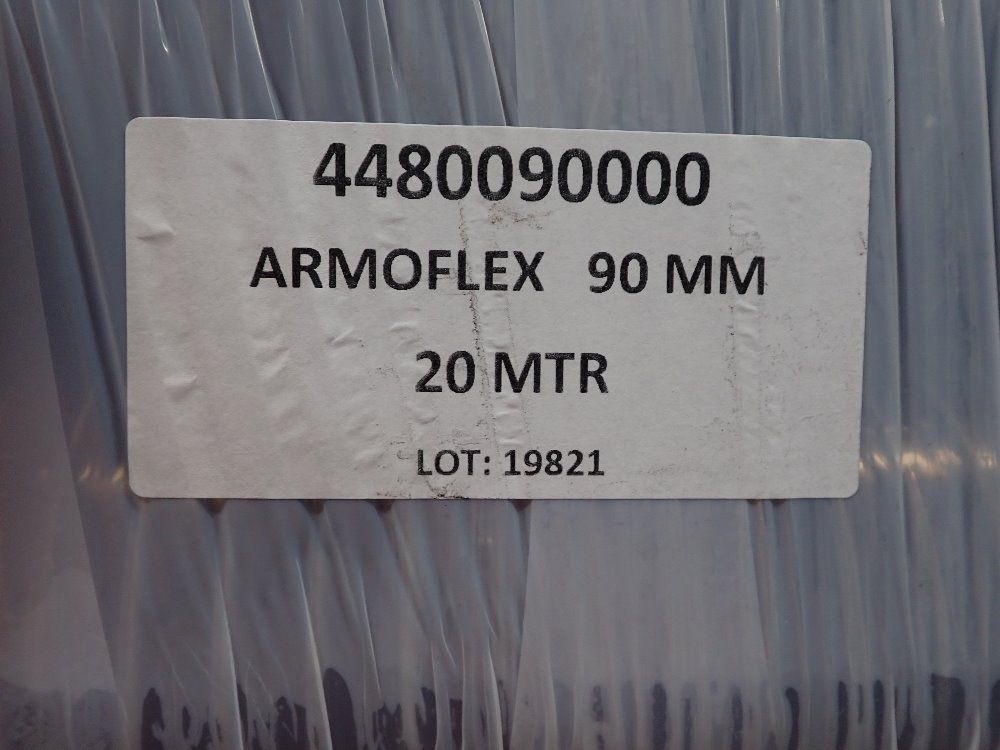 4480090000
ARMOFLEX 90 MM
20 MTR
LOT: 19821